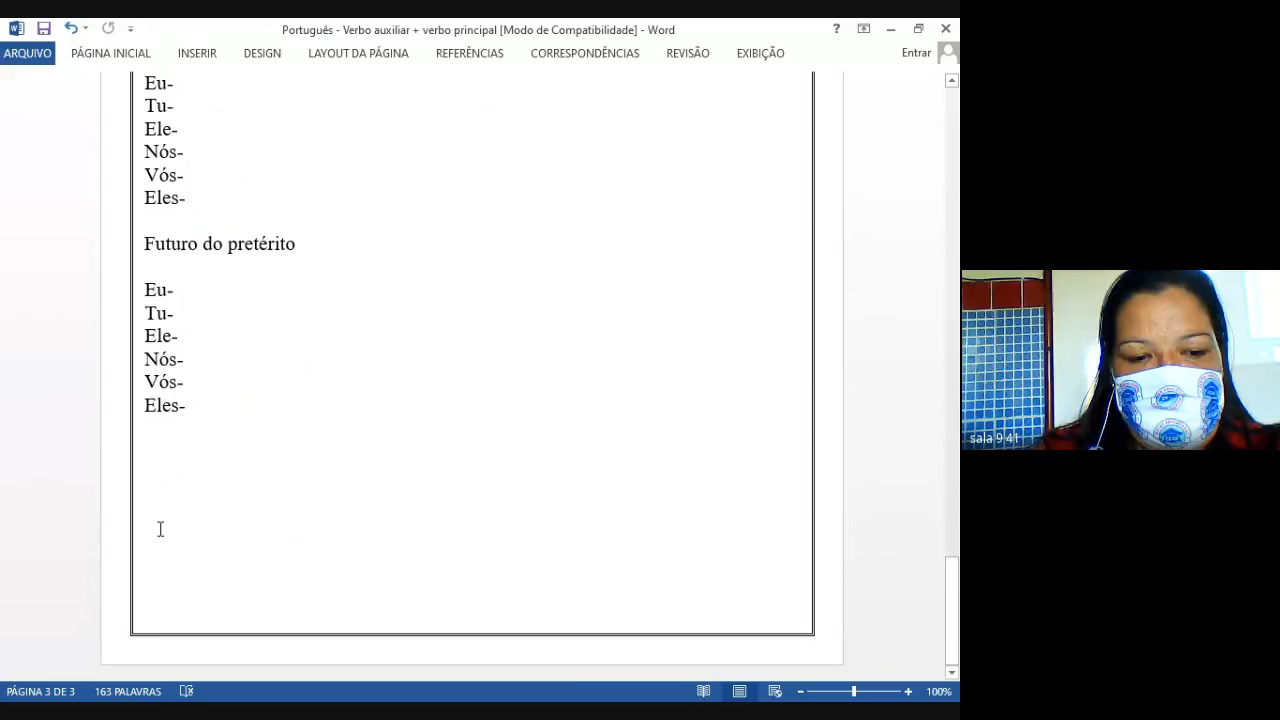 Português - Verbo auxiliar + verbo principal [Modo de Compatibilidade] - Word
?
ARQUIVO PÁGINA INICIAL INSERIR DESIGN LAYOUT DA PÁGINA REFERÊNCIAS CORRESPONDÊNCIAS REVISÃO EXIBIÇÃO Entrar
Eu-
Tu-
Ele-
Nós-
Vós-
Eles-
Futuro do pretérito
Eu-
Tu-
Ele-
Nós-
Vós-
Eles-
sala 9 41
PÁGINA 3 DE 3 163 PALAVRAS 100%